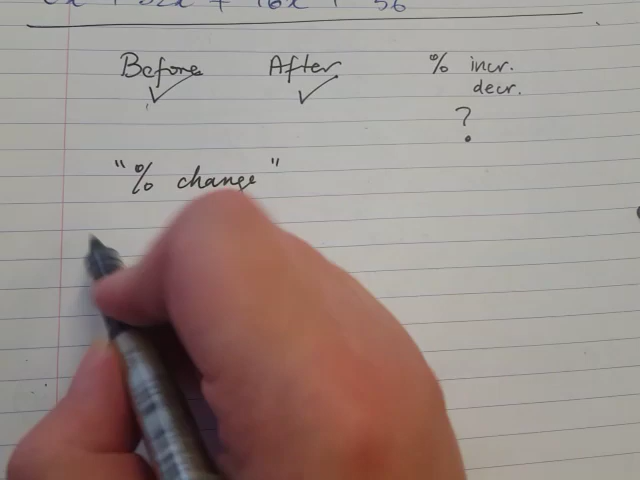 Before After % incr.
decr.
✓ ✓ ?
"% change"